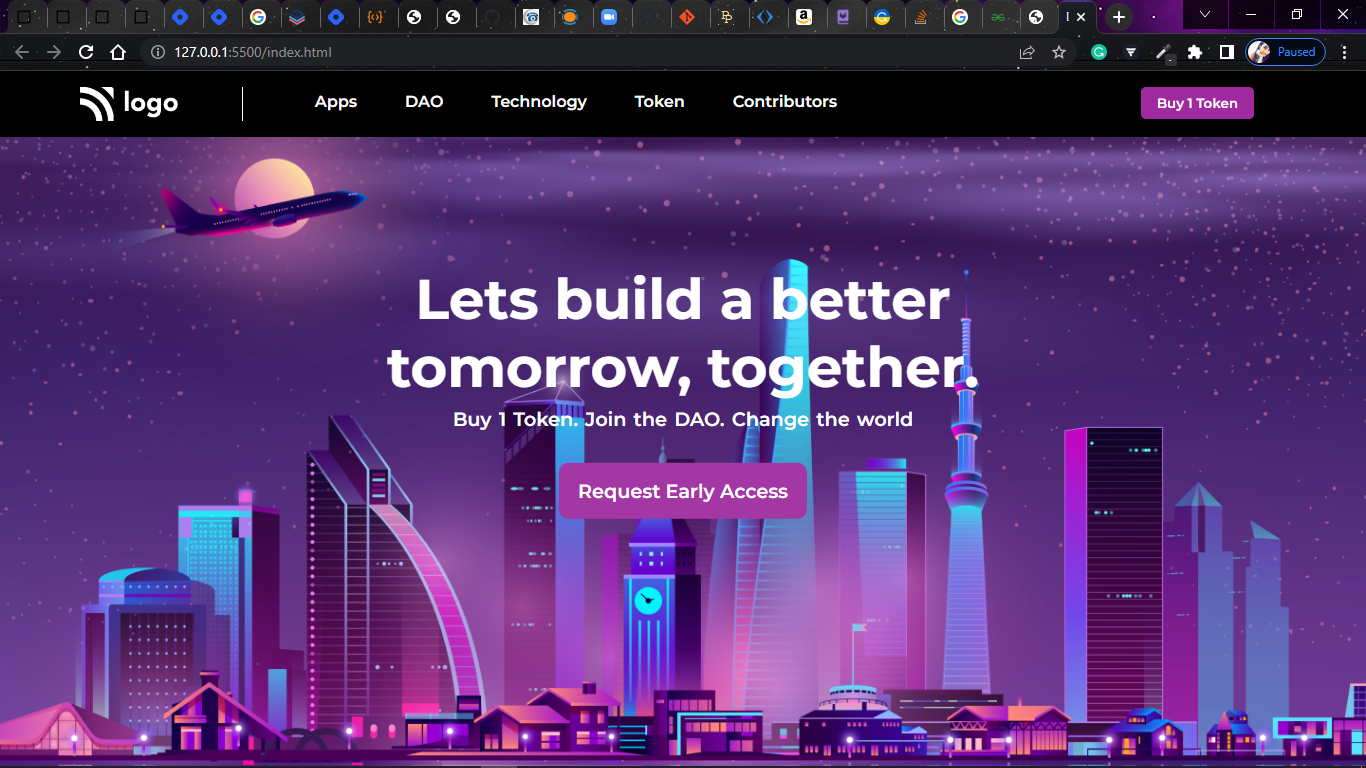 127.0.0.1:5500/index.html
Paused
logo
Apps DAO Technology Token Contributors
Buy 1 Token
Lets build a better
tomorrow, together.
Buy 1 Token. Join the DAO. Change the world
Request Early Access